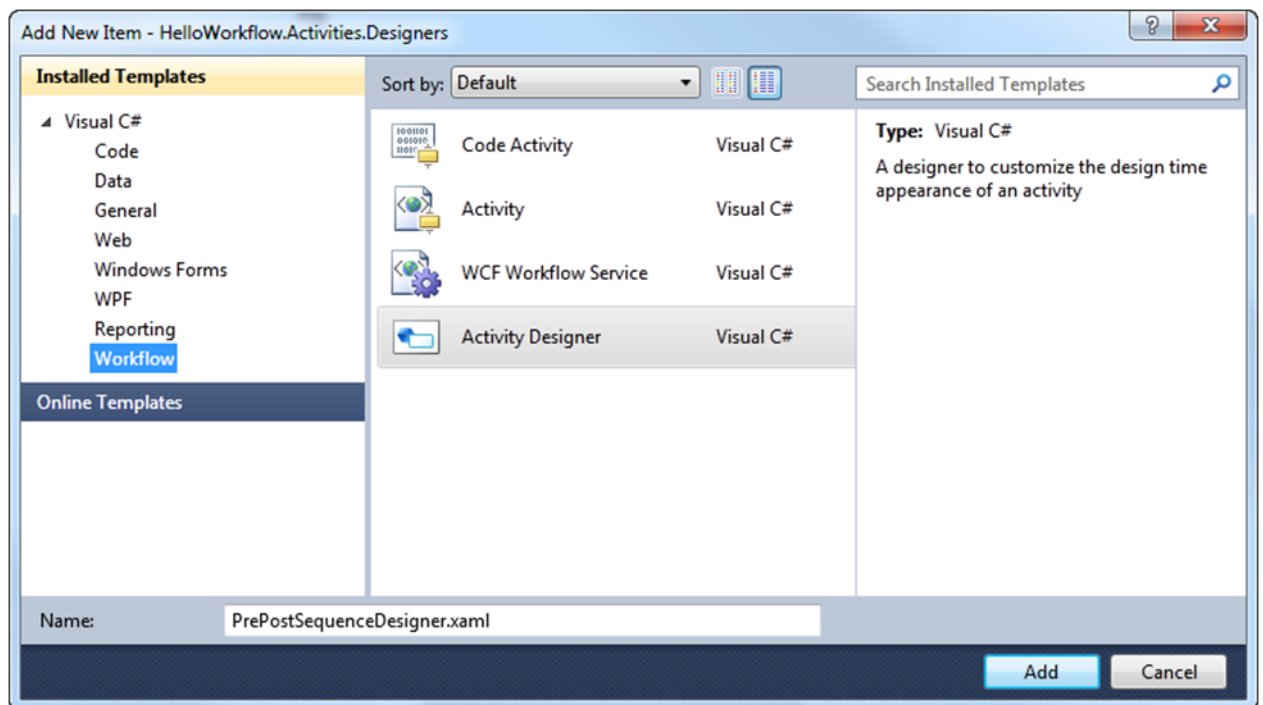 Add New Item - HelloWorkflow.Activities.Designers
Installed Templates
Visual C#
Code
Data
General
Web
Windows Forms
WPF
Reporting
Workflow
Online Templates
Sort by: Default
Code Activity Visual C#
Activity Visual C#
WCF Workflow Service Visual C#
Activity Designer Visual C#
Search Installed Templates
Type: Visual C#
A designer to customize the design time
appearance of an activity
Name: PrePostSequenceDesigner.xaml
Add Cancel